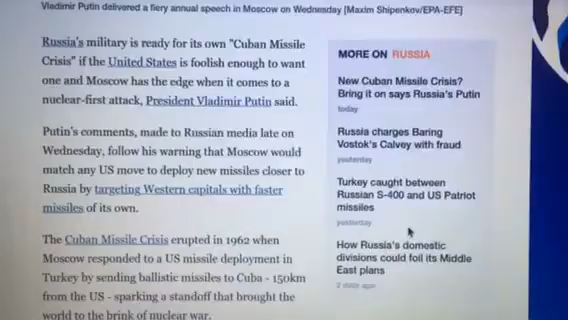 Vladimir Putin delivered a fiery annual speech in Moscow on Wednesday [Maxim Shipenkov/EPA-EFE]
Russia's military is ready for its own "Cuban Missile
Crisis" if the United States is foolish enough to want
one and Moscow has the edge when it comes to a
nuclear-first attack, President Vladimir Putin said.
Putin's comments, made to Russian media late on
Wednesday, follow his warning that Moscow would
match any US move to deploy new missiles closer to
Russia by targeting Western capitals with faster
missiles of its own.
The Cuban Missile Crisis erupted in 1962 when
Moscow responded to a US missile deployment in
Turkey by sending ballistic missiles to Cuba - 150km
from the US - sparking a standoff that brought the
world to the brink of nuclear war.
MORE ON RUSSIA
New Cuban Missile Crisis?
Bring it on says Russia's Putin
today
Russia charges Baring
Vostok's Calvey with fraud
yesterday
Turkey caught between
Russian S-400 and US Patriot
missiles
yesterday
How Russia's domestic
divisions could foil its Middle
East plans
2 days ago